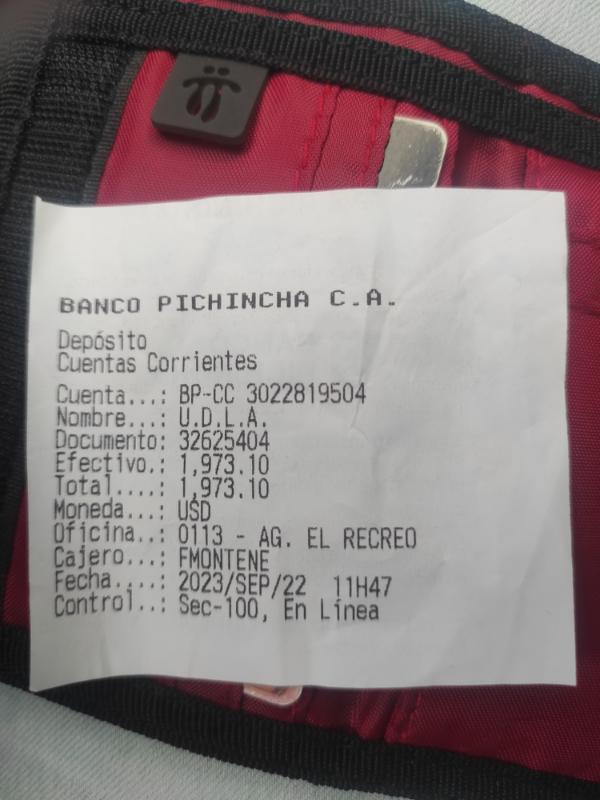 BANCO PICHINCHA C.A.
Depósito
Cuentas Corrientes
Cuenta...: BP-CC 3022819504
Nombre...: U.D.L.A.
Documento: 32625404
Efectivo.: 1,973.10
Total....: 1,973.10
Moneda...: USD
Oficina..: 0113 - AG. EL RECREO
Cajero...: FMONTENE
Fecha....: 2023/SEP/22 11H47
Control..: Sec-100, En Línea